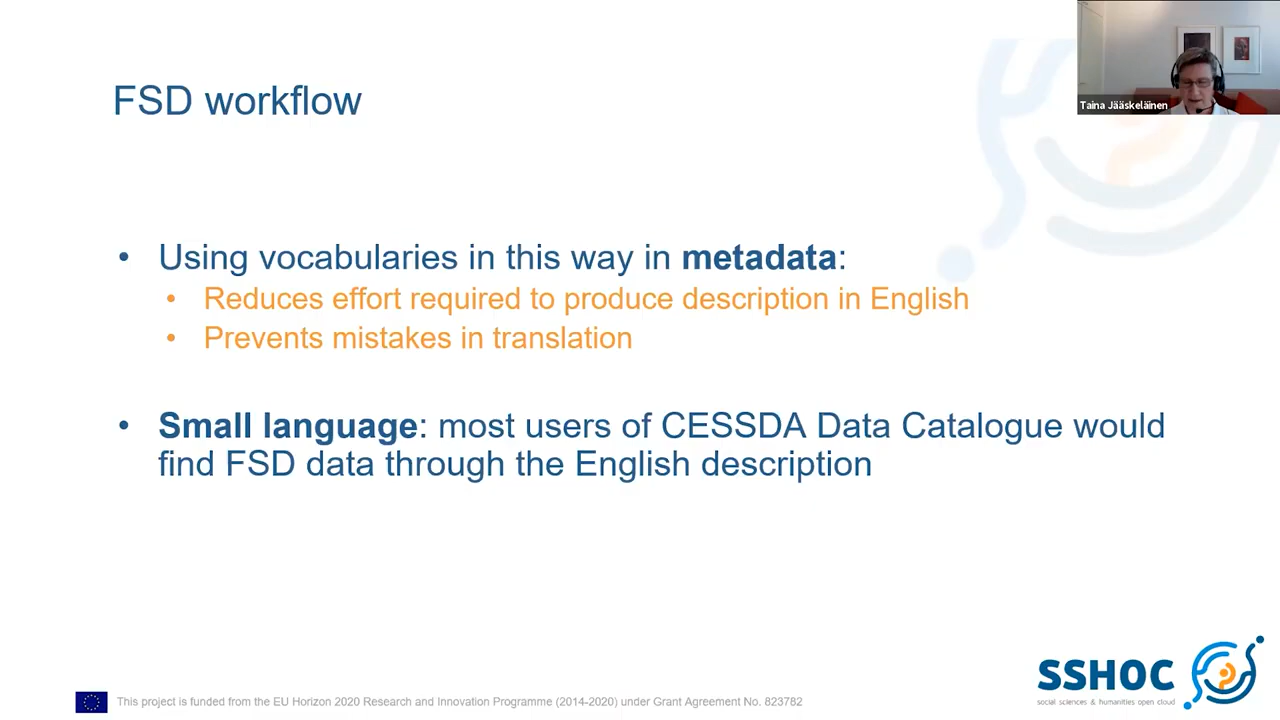 Taina Jääskeläinen
FSD workflow
• Using vocabularies in this way in metadata:
• Reduces effort required to produce description in English
• Prevents mistakes in translation
• Small language: most users of CESSDA Data Catalogue would
find FSD data through the English description
This project is funded from the EU Horizon 2020 Research and Innovation Programme (2014-2020) under Grant Agreement No. 823782
SSHOC
social sciences & humanities open cloud